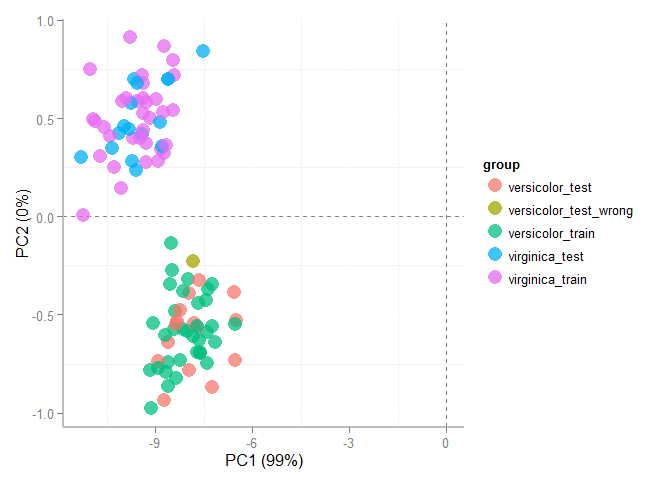 1.0
0.5
0.0
-0.5
-1.0
PC2 (0%)
-9
-6
-3
0
PC1 (99%)
group
versicolor_test
versicolor_test_wrong
versicolor_train
virginica_test
virginica_train